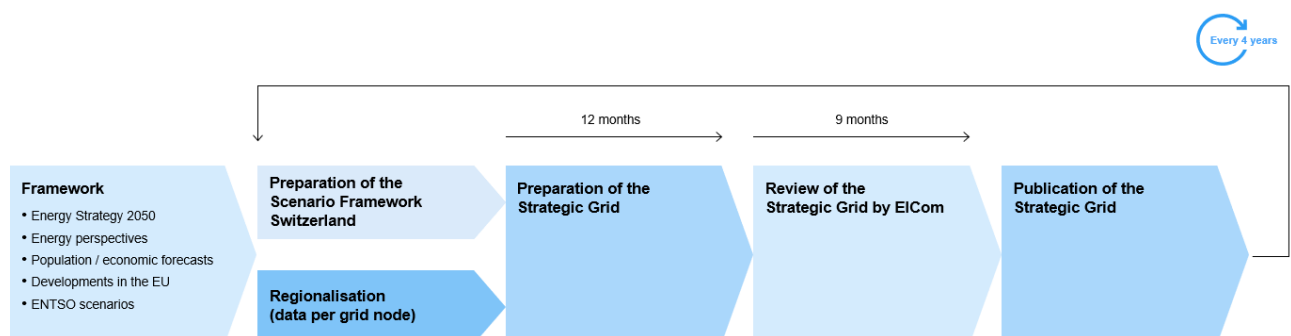 Every 4 years
12 months
9 months
Framework
• Energy Strategy 2050
• Energy perspectives
• Population / economic forecasts
• Developments in the EU
• ENTSO scenarios
Preparation of the
Scenario Framework
Switzerland
Regionalisation
(data per grid node)
Preparation of the
Strategic Grid
Review of the
Strategic Grid by ElCom
Publication of the
Strategic Grid